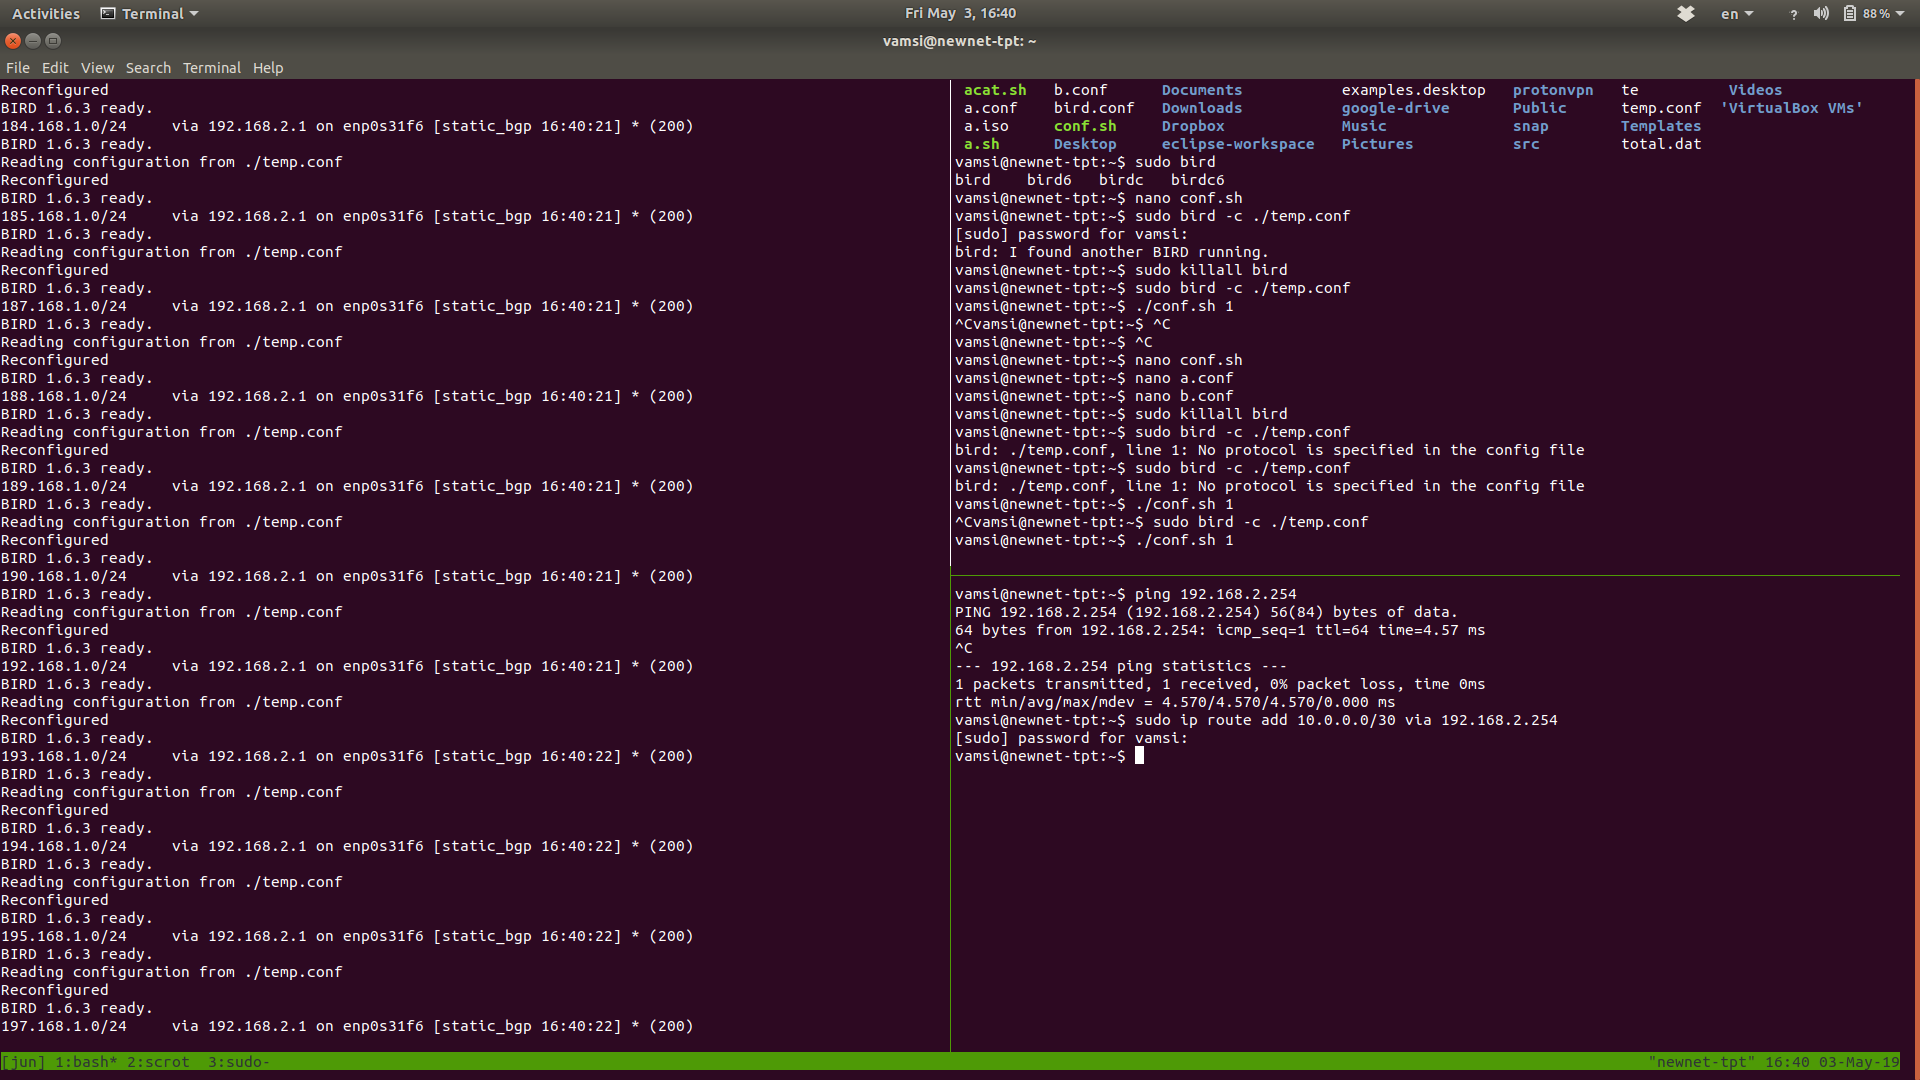 Activities Terminal Fri May 3, 16:40 en ? 88%
vamsi@newnet-tpt: ~
File Edit View Search Terminal Help
Reconfigured
BIRD 1.6.3 ready.
184.168.1.0/24     via 192.168.2.1 on enp0s31f6 [static_bgp 16:40:21] * (200)
BIRD 1.6.3 ready.
Reading configuration from ./temp.conf
Reconfigured
BIRD 1.6.3 ready.
185.168.1.0/24     via 192.168.2.1 on enp0s31f6 [static_bgp 16:40:21] * (200)
BIRD 1.6.3 ready.
Reading configuration from ./temp.conf
Reconfigured
BIRD 1.6.3 ready.
187.168.1.0/24     via 192.168.2.1 on enp0s31f6 [static_bgp 16:40:21] * (200)
BIRD 1.6.3 ready.
Reading configuration from ./temp.conf
Reconfigured
BIRD 1.6.3 ready.
188.168.1.0/24     via 192.168.2.1 on enp0s31f6 [static_bgp 16:40:21] * (200)
BIRD 1.6.3 ready.
Reading configuration from ./temp.conf
Reconfigured
BIRD 1.6.3 ready.
189.168.1.0/24     via 192.168.2.1 on enp0s31f6 [static_bgp 16:40:21] * (200)
BIRD 1.6.3 ready.
Reading configuration from ./temp.conf
Reconfigured
BIRD 1.6.3 ready.
190.168.1.0/24     via 192.168.2.1 on enp0s31f6 [static_bgp 16:40:21] * (200)
BIRD 1.6.3 ready.
Reading configuration from ./temp.conf
Reconfigured
BIRD 1.6.3 ready.
192.168.1.0/24     via 192.168.2.1 on enp0s31f6 [static_bgp 16:40:21] * (200)
BIRD 1.6.3 ready.
Reading configuration from ./temp.conf
Reconfigured
BIRD 1.6.3 ready.
193.168.1.0/24     via 192.168.2.1 on enp0s31f6 [static_bgp 16:40:22] * (200)
BIRD 1.6.3 ready.
Reading configuration from ./temp.conf
Reconfigured
BIRD 1.6.3 ready.
194.168.1.0/24     via 192.168.2.1 on enp0s31f6 [static_bgp 16:40:22] * (200)
BIRD 1.6.3 ready.
Reading configuration from ./temp.conf
Reconfigured
BIRD 1.6.3 ready.
195.168.1.0/24     via 192.168.2.1 on enp0s31f6 [static_bgp 16:40:22] * (200)
BIRD 1.6.3 ready.
Reading configuration from ./temp.conf
Reconfigured
BIRD 1.6.3 ready.
197.168.1.0/24     via 192.168.2.1 on enp0s31f6 [static_bgp 16:40:22] * (200)
acat.sh   b.conf      Documents           examples.desktop   protonvpn   te           Videos
a.conf    bird.conf   Downloads           google-drive       Public      temp.conf  'VirtualBox VMs'
a.iso     conf.sh     Dropbox             Music              snap        Templates
a.sh      Desktop     eclipse-workspace   Pictures           src         total.dat
vamsi@newnet-tpt:~$ sudo bird
bird    bird6   birdc   birdc6
vamsi@newnet-tpt:~$ nano conf.sh
vamsi@newnet-tpt:~$ sudo bird -c ./temp.conf
[sudo] password for vamsi:
bird: I found another BIRD running.
vamsi@newnet-tpt:~$ sudo killall bird
vamsi@newnet-tpt:~$ sudo bird -c ./temp.conf
vamsi@newnet-tpt:~$ ./conf.sh 1
^Cvamsi@newnet-tpt:~$ ^C
vamsi@newnet-tpt:~$ ^C
vamsi@newnet-tpt:~$ nano conf.sh
vamsi@newnet-tpt:~$ nano a.conf
vamsi@newnet-tpt:~$ nano b.conf
vamsi@newnet-tpt:~$ sudo killall bird
vamsi@newnet-tpt:~$ sudo bird -c ./temp.conf
bird: ./temp.conf, line 1: No protocol is specified in the config file
vamsi@newnet-tpt:~$ sudo bird -c ./temp.conf
bird: ./temp.conf, line 1: No protocol is specified in the config file
vamsi@newnet-tpt:~$ ./conf.sh 1
^Cvamsi@newnet-tpt:~$ sudo bird -c ./temp.conf
vamsi@newnet-tpt:~$ ./conf.sh 1
vamsi@newnet-tpt:~$ ping 192.168.2.254
PING 192.168.2.254 (192.168.2.254) 56(84) bytes of data.
64 bytes from 192.168.2.254: icmp_seq=1 ttl=64 time=4.57 ms
^C
--- 192.168.2.254 ping statistics ---
1 packets transmitted, 1 received, 0% packet loss, time 0ms
rtt min/avg/max/mdev = 4.570/4.570/4.570/0.000 ms
vamsi@newnet-tpt:~$ sudo ip route add 10.0.0.0/30 via 192.168.2.254
[sudo] password for vamsi:
vamsi@newnet-tpt:~$
[jun] 1:bash* 2:scrot  3:sudo- "newnet-tpt" 16:40 03-May-19